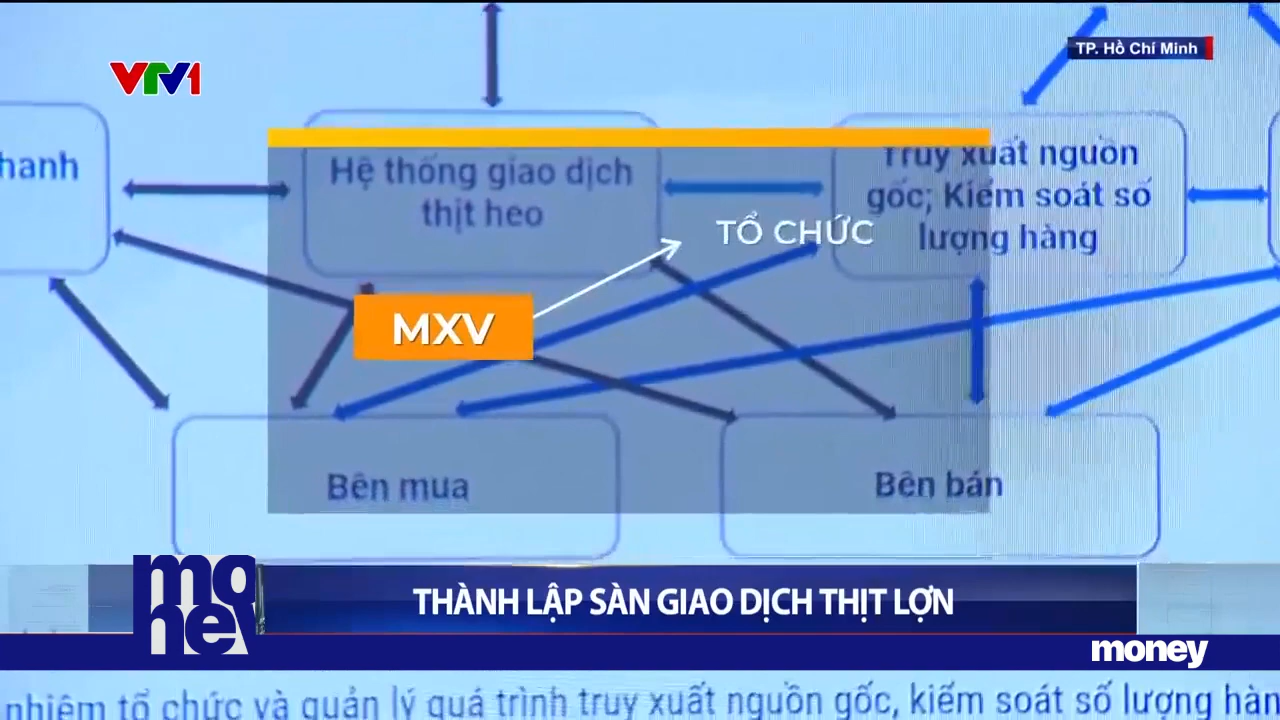 VTV1
TP. Hồ Chí Minh
hanh
Hệ thống giao dịch
thịt heo
Truy xuất nguồn
gốc; Kiểm soát số
lượng hàng
TỔ CHỨC
MXV
Bên mua
Bên bán
money
THÀNH LẬP SÀN GIAO DỊCH THỊT LỢN
money
nhiệm tổ chức và quản lý quá trình truy xuất nguồn gốc, kiểm soát số lượng hàn